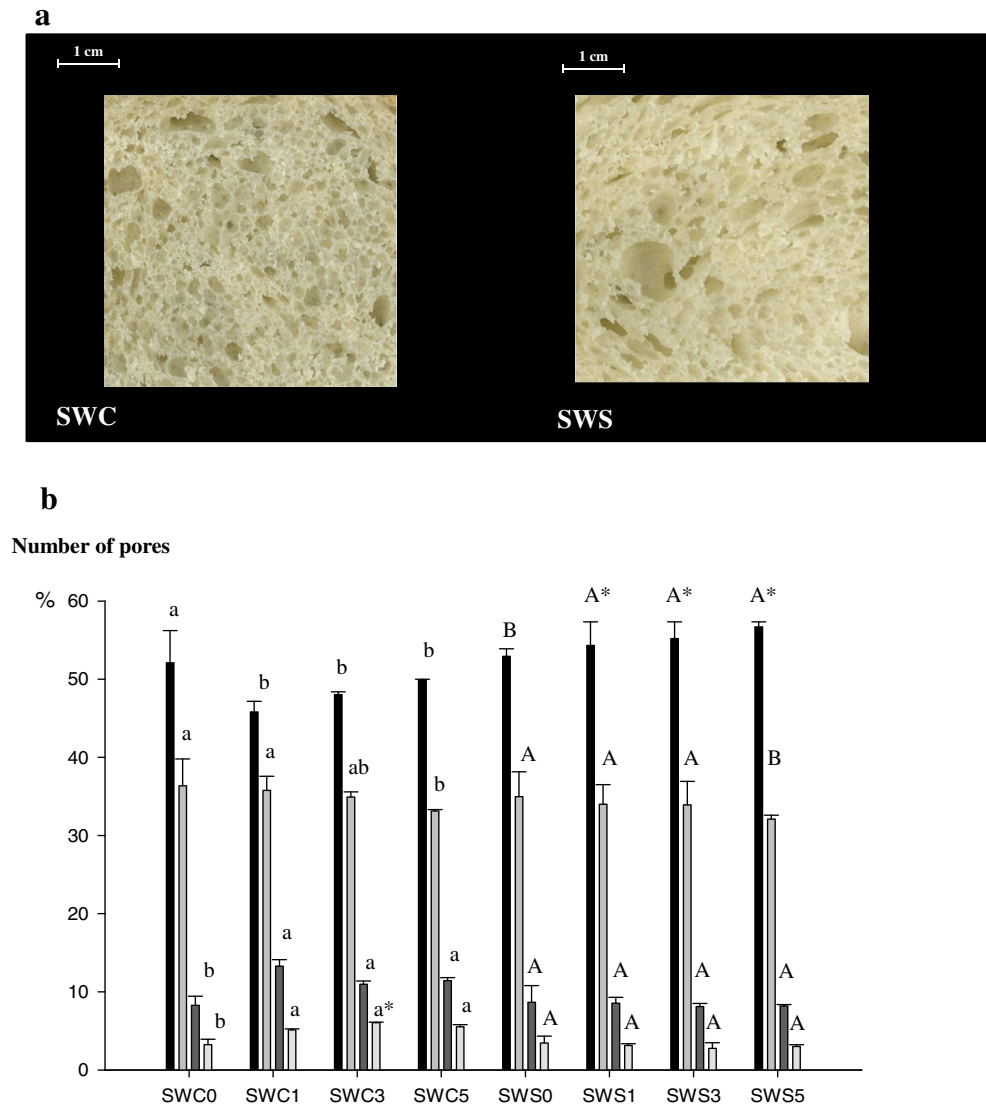 a
1 cm 1 cm
SWC SWS
b
Number of pores
% 60
50
40
30
20
10
0
a a b b
b a a a
b ab a a*
b b a a
B A A A
A* A A A
A* A A A
A* B A A
SWC0 SWC1 SWC3 SWC5 SWS0 SWS1 SWS3 SWS5